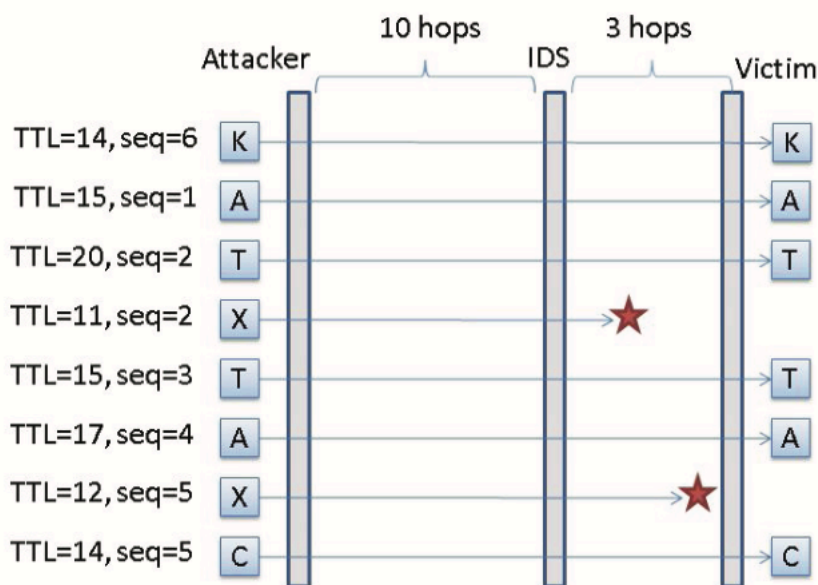 10 hops 3 hops
Attacker IDS Victim
TTL=14, seq=6 K K
TTL=15, seq=1 A A
TTL=20, seq=2 T T
TTL=11, seq=2 X
TTL=15, seq=3 T T
TTL=17, seq=4 A A
TTL=12, seq=5 X
TTL=14, seq=5 C C